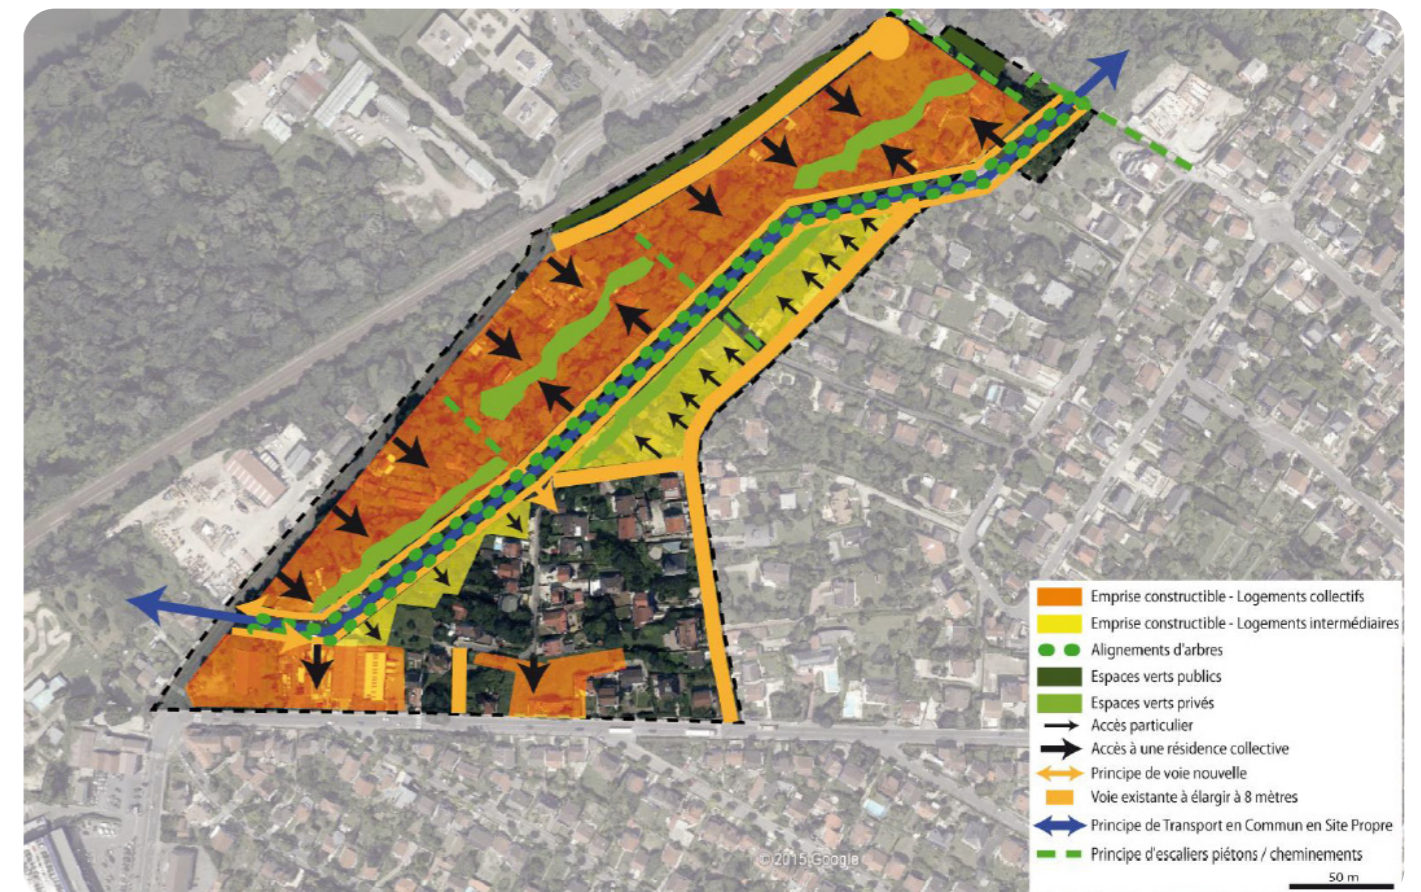 Emprise constructible - Logements collectifs
Emprise constructible - Logements intermédiaires
Alignements d'arbres
Espaces verts publics
Espaces verts privés
Accès particulier
Accès à une résidence collective
Principe de voie nouvelle
Voie existante à élargir à 8 mètres
Principe de Transport en Commun en Site Propre
Principe d'escaliers piétons / cheminements
© 2015 Google
50 m